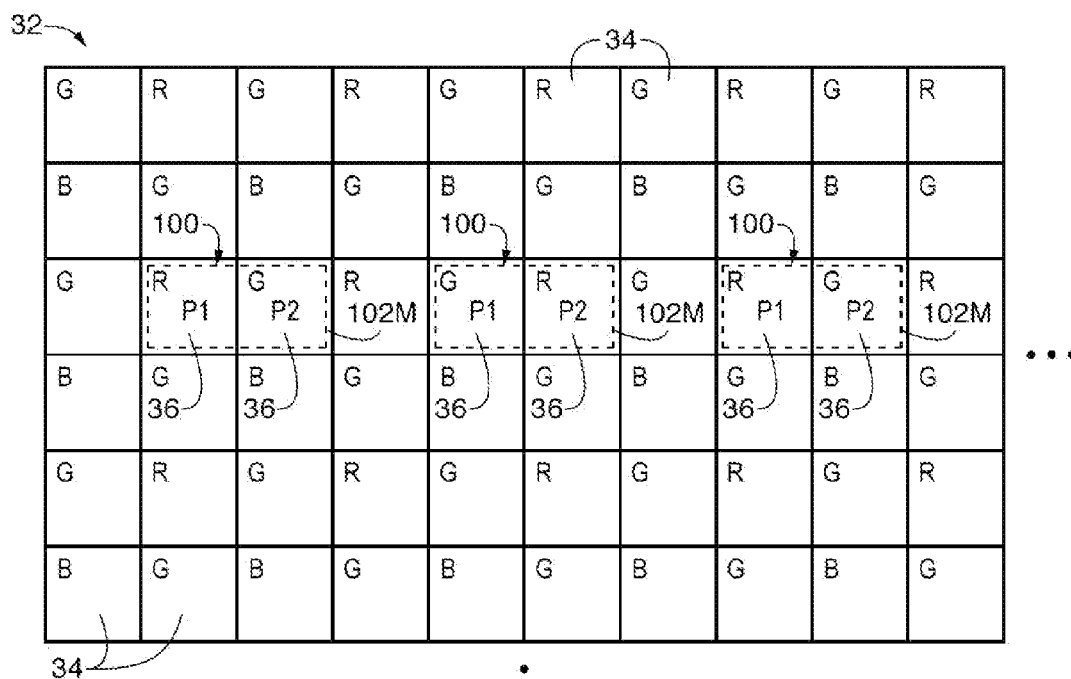 32
34
G R G R G R G R G R
B G B G B G B G B G
100 100 100
G R G R G R G R G R
P1 P2 102M P1 P2 102M P1 P2 102M
B G B G B G B G B G
36 36 36 36 36 36
G R G R G R G R G R
B G B G B G B G B G
34